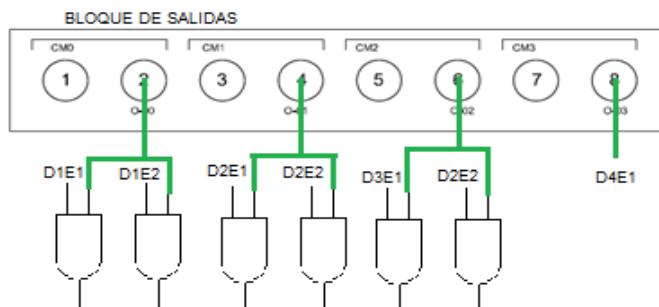 BLOQUE DE SALIDAS
CM0 CM1 CM2 CM3
1 2 3 4 5 6 7 8
D1E1 D1E2 D2E1 D2E2 D3E1 D2E2 D4E1